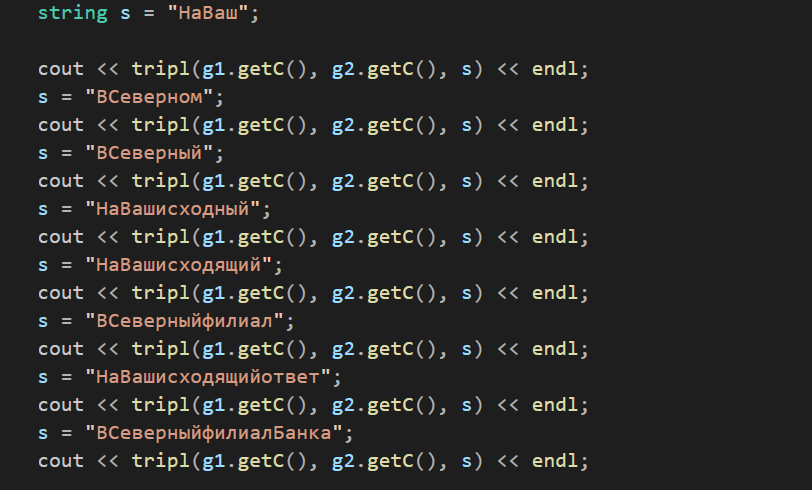 string s = "НаВаш";
cout << tripl(g1.getC(), g2.getC(), s) << endl;
s = "ВСеверном";
cout << tripl(g1.getC(), g2.getC(), s) << endl;
s = "ВСеверный";
cout << tripl(g1.getC(), g2.getC(), s) << endl;
s = "НаВашисходный";
cout << tripl(g1.getC(), g2.getC(), s) << endl;
s = "НаВашисходящий";
cout << tripl(g1.getC(), g2.getC(), s) << endl;
s = "ВСеверныйфилиал";
cout << tripl(g1.getC(), g2.getC(), s) << endl;
s = "НаВашисходящийответ";
cout << tripl(g1.getC(), g2.getC(), s) << endl;
s = "ВСеверныйфилиалБанка";
cout << tripl(g1.getC(), g2.getC(), s) << endl;